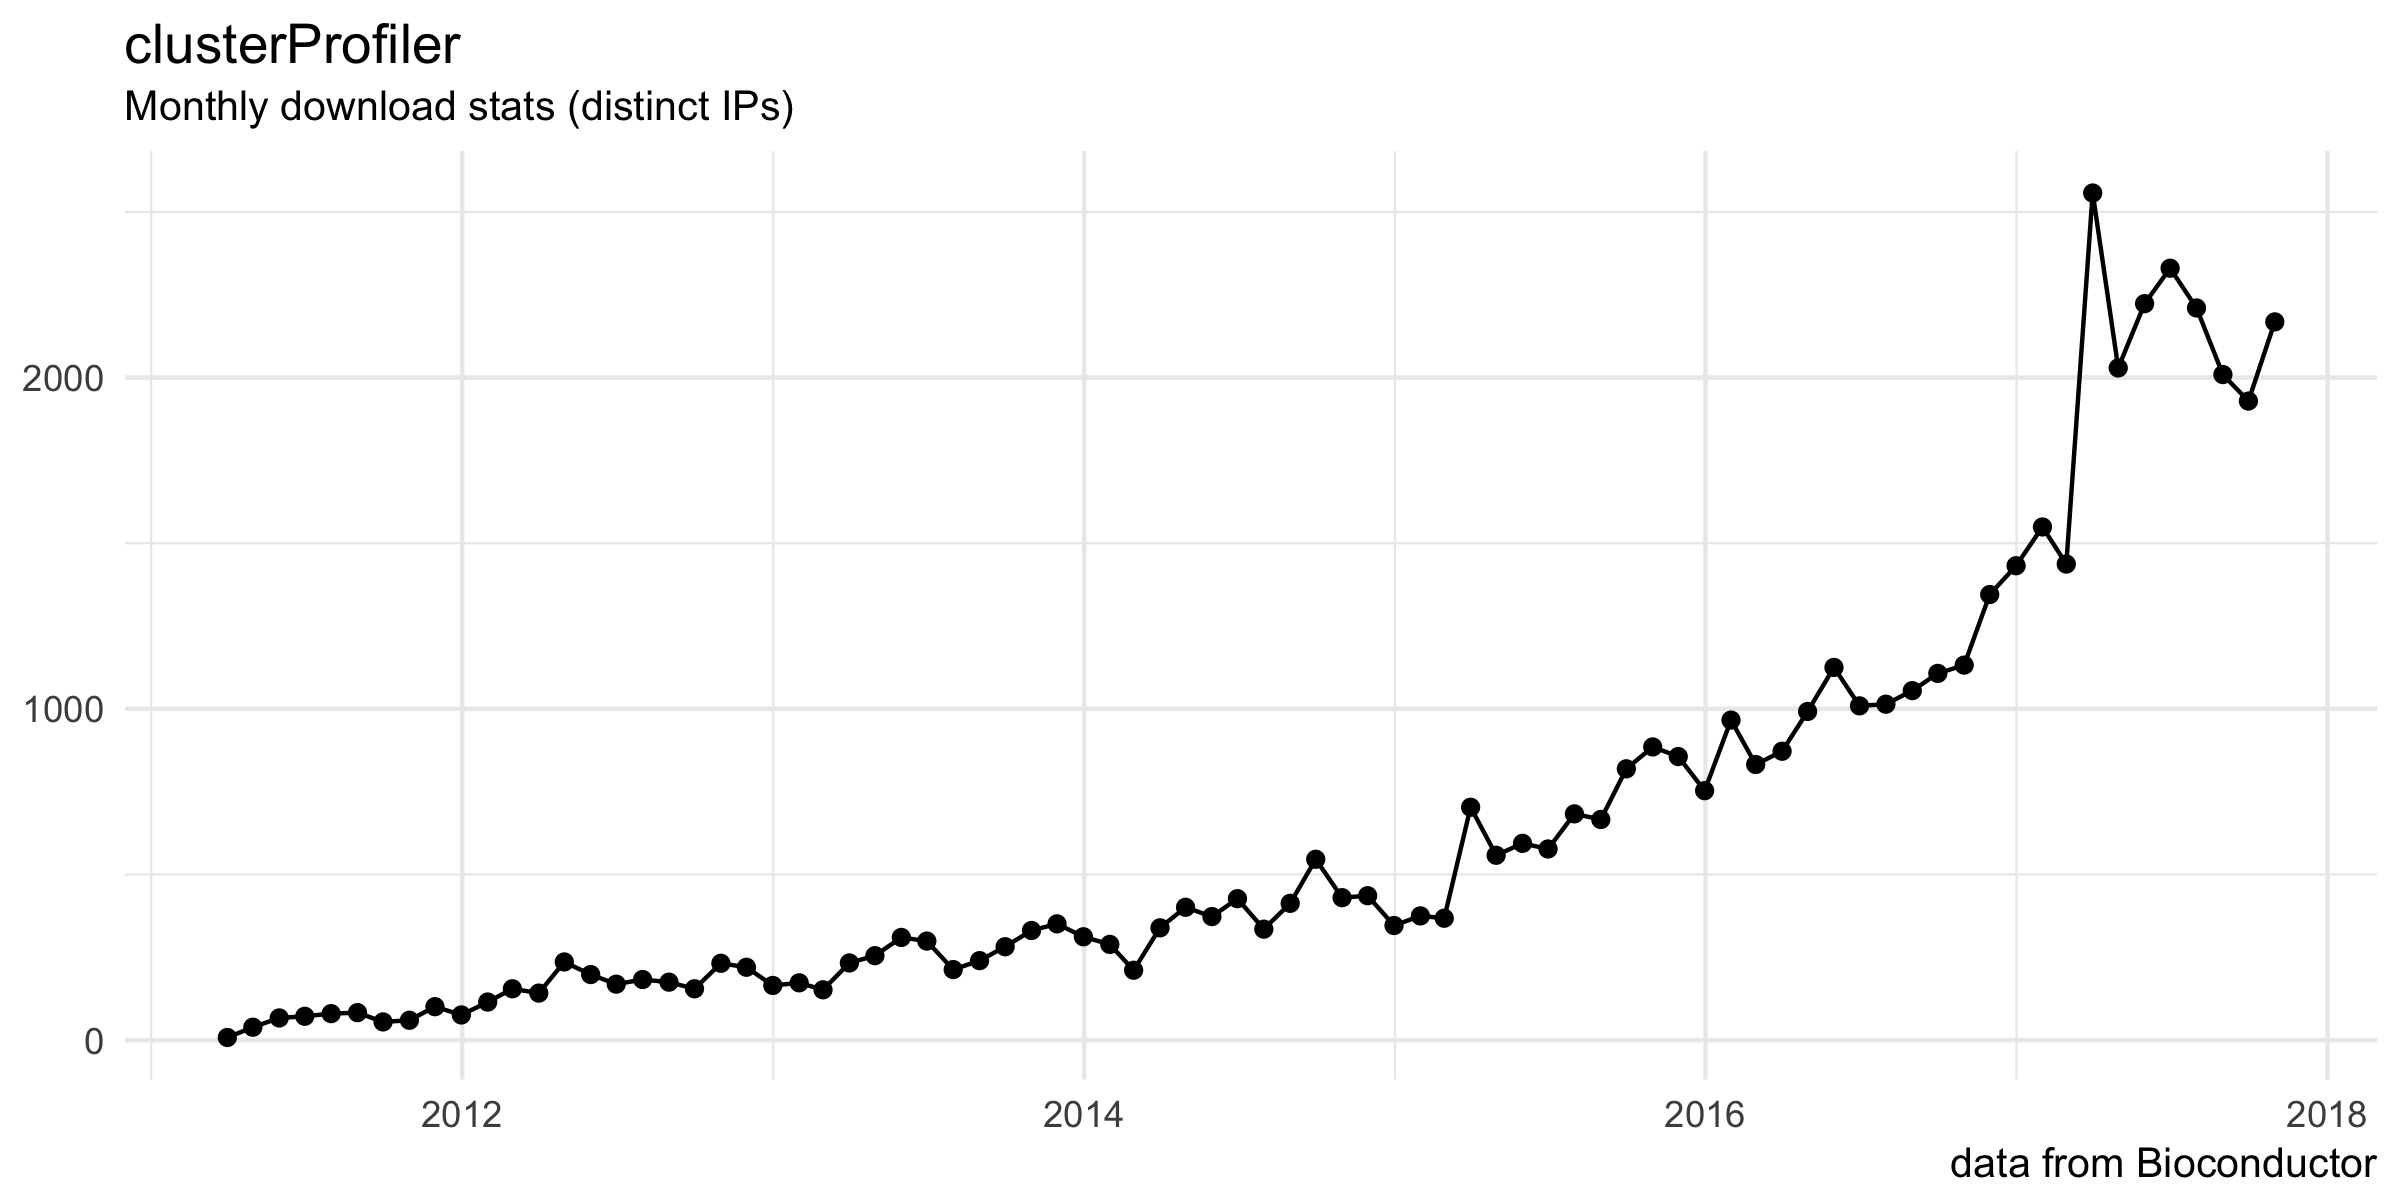 clusterProfiler
Monthly download stats (distinct IPs)
2000
1000
0
2012 2014 2016 2018
data from Bioconductor